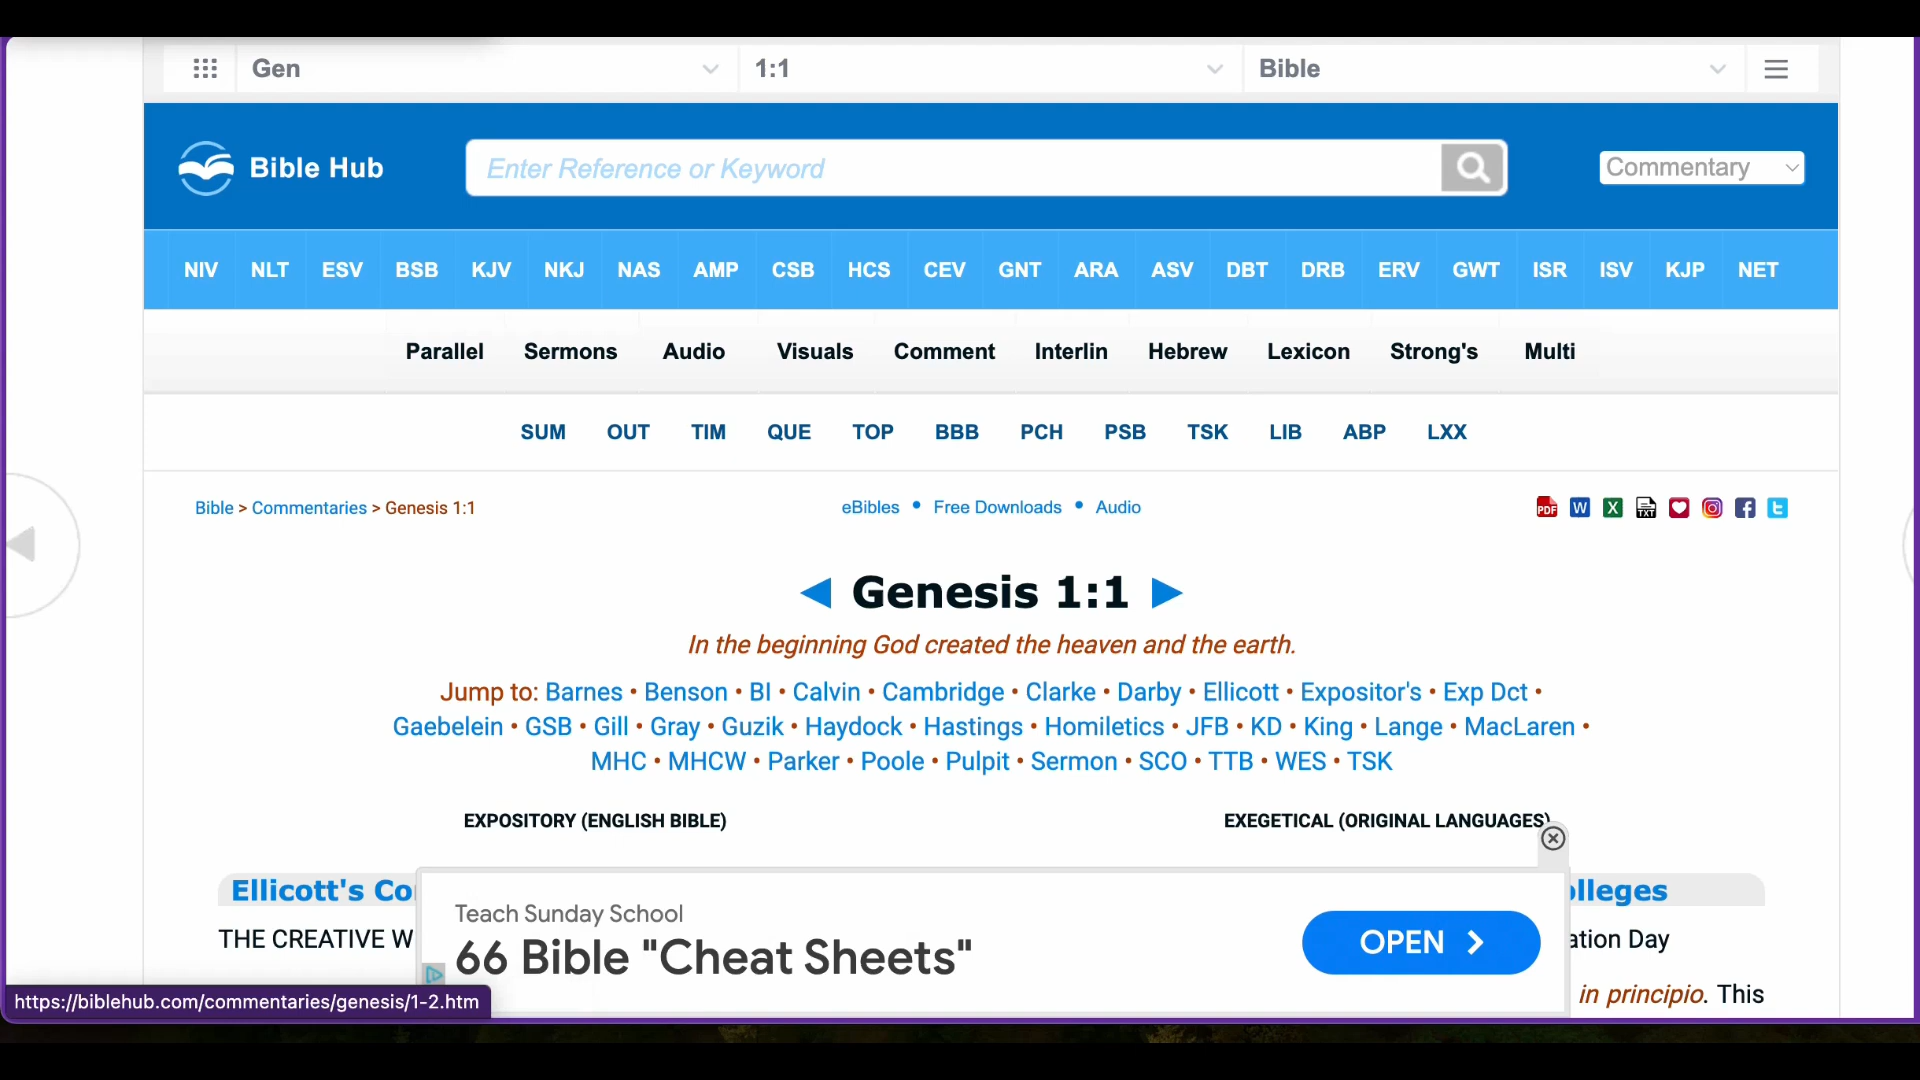 Gen 1:1 Bible
Bible Hub Enter Reference or Keyword Commentary
NIV NLT ESV BSB KJV NKJ NAS AMP CSB HCS CEV GNT ARA ASV DBT DRB ERV GWT ISR ISV KJP NET
Parallel Sermons Audio Visuals Comment Interlin Hebrew Lexicon Strong's Multi
SUM OUT TIM QUE TOP BBB PCH PSB TSK LIB ABP LXX
Bible > Commentaries > Genesis 1:1 eBibles • Free Downloads • Audio PDF W X TXT
◄ Genesis 1:1 ►
In the beginning God created the heaven and the earth.
Jump to: Barnes • Benson • BI • Calvin • Cambridge • Clarke • Darby • Ellicott • Expositor's • Exp Dct •
Gaebelein • GSB • Gill • Gray • Guzik • Haydock • Hastings • Homiletics • JFB • KD • King • Lange • MacLaren •
MHC • MHCW • Parker • Poole • Pulpit • Sermon • SCO • TTB • WES • TSK
EXPOSITORY (ENGLISH BIBLE) EXEGETICAL (ORIGINAL LANGUAGES)
Ellicott's Co lleges
THE CREATIVE W ation Day
Teach Sunday School
66 Bible "Cheat Sheets" OPEN
in principio. This
https://biblehub.com/commentaries/genesis/1-2.htm